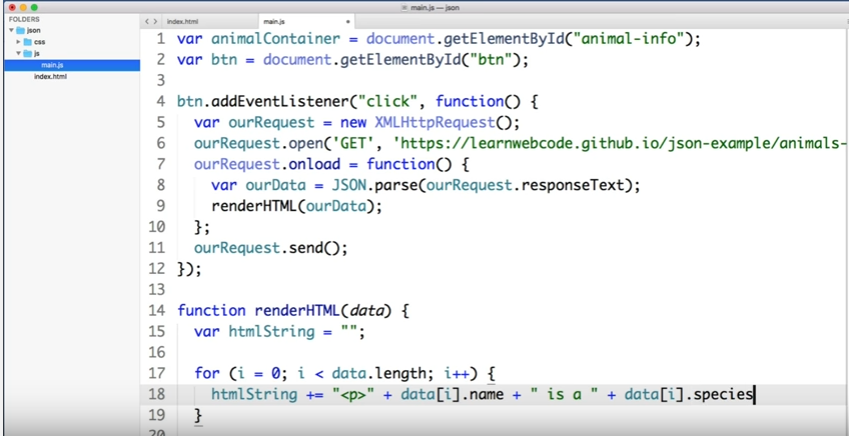 main.js — json
FOLDERS
json
css
js
main.js
index.html
index.html
main.js
1 var animalContainer = document.getElementById("animal-info");
2 var btn = document.getElementById("btn");
3
4 btn.addEventListener("click", function() {
5 var ourRequest = new XMLHttpRequest();
6 ourRequest.open('GET', 'https://learnwebcode.github.io/json-example/animals-
7 ourRequest.onload = function() {
8 var ourData = JSON.parse(ourRequest.responseText);
9 renderHTML(ourData);
10 };
11 ourRequest.send();
12 });
13
14 function renderHTML(data) {
15 var htmlString = "";
16
17 for (i = 0; i < data.length; i++) {
18 htmlString += "<p>" + data[i].name + " is a " + data[i].species
19 }
20